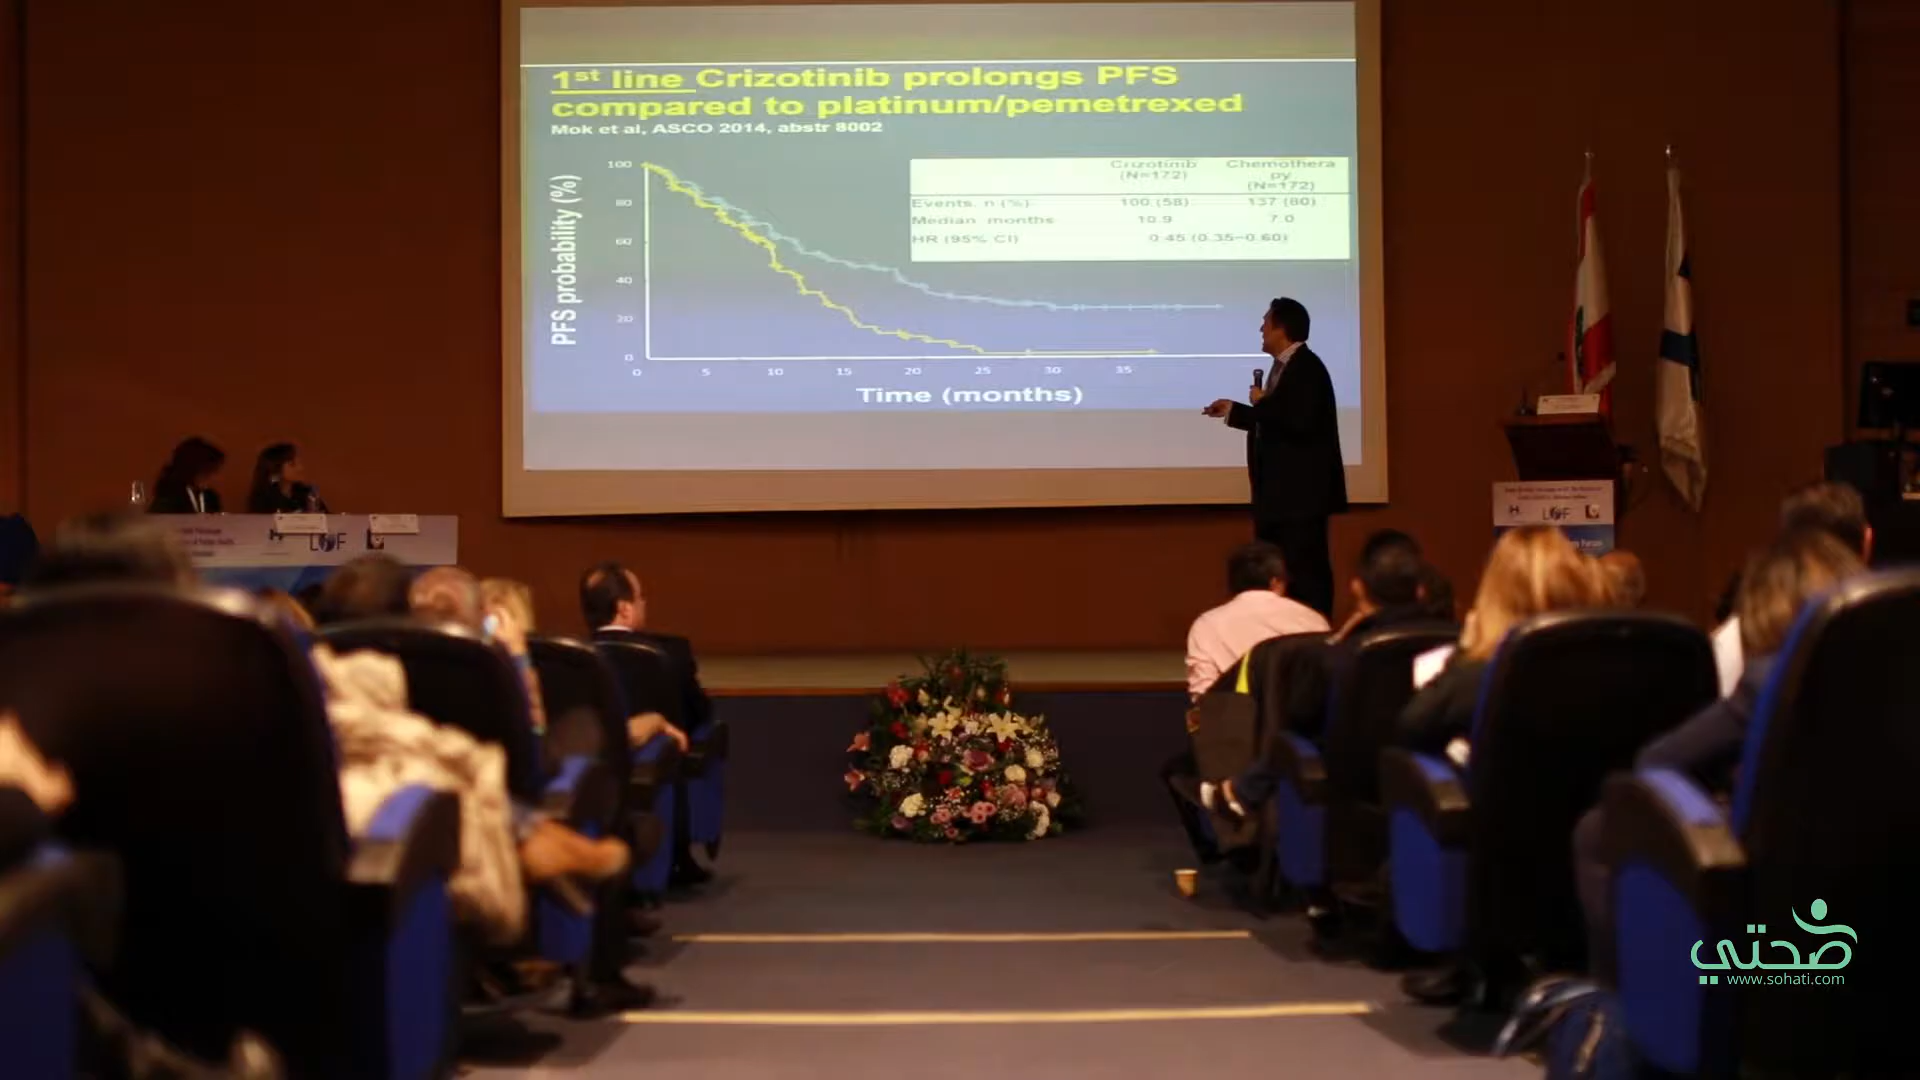 1st line Crizotinib prolongs PFS
compared to platinum/pemetrexed
Mok et al, ASCO 2014, abstr 8002
PFS probability (%)
100
80
60
40
20
0
0 5 10 15 20 25 30 35
Time (months)
Crizotinib
(N=172)
Chemothera
py
(N=172)
Events, n (%) 100 (58) 137 (80)
Median months 10.9 7.0
HR (95% CI) 0.45 (0.35–0.60)
صحتي
www.sohati.com